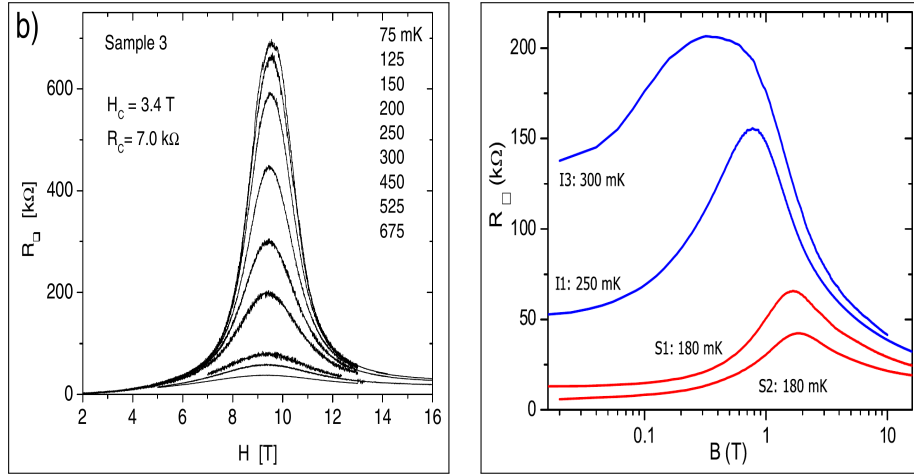 b)
Sample 3
H_C = 3.4 T
R_C= 7.0 kΩ
75 mK
125
150
200
250
300
450
525
675
R□ [kΩ]
600
400
200
0
2 4 6 8 10 12 14 16
H [T]
R□ (kΩ)
200
150
100
50
0
I3: 300 mK
I1: 250 mK
S1: 180 mK
S2: 180 mK
0.1 1 10
B (T)